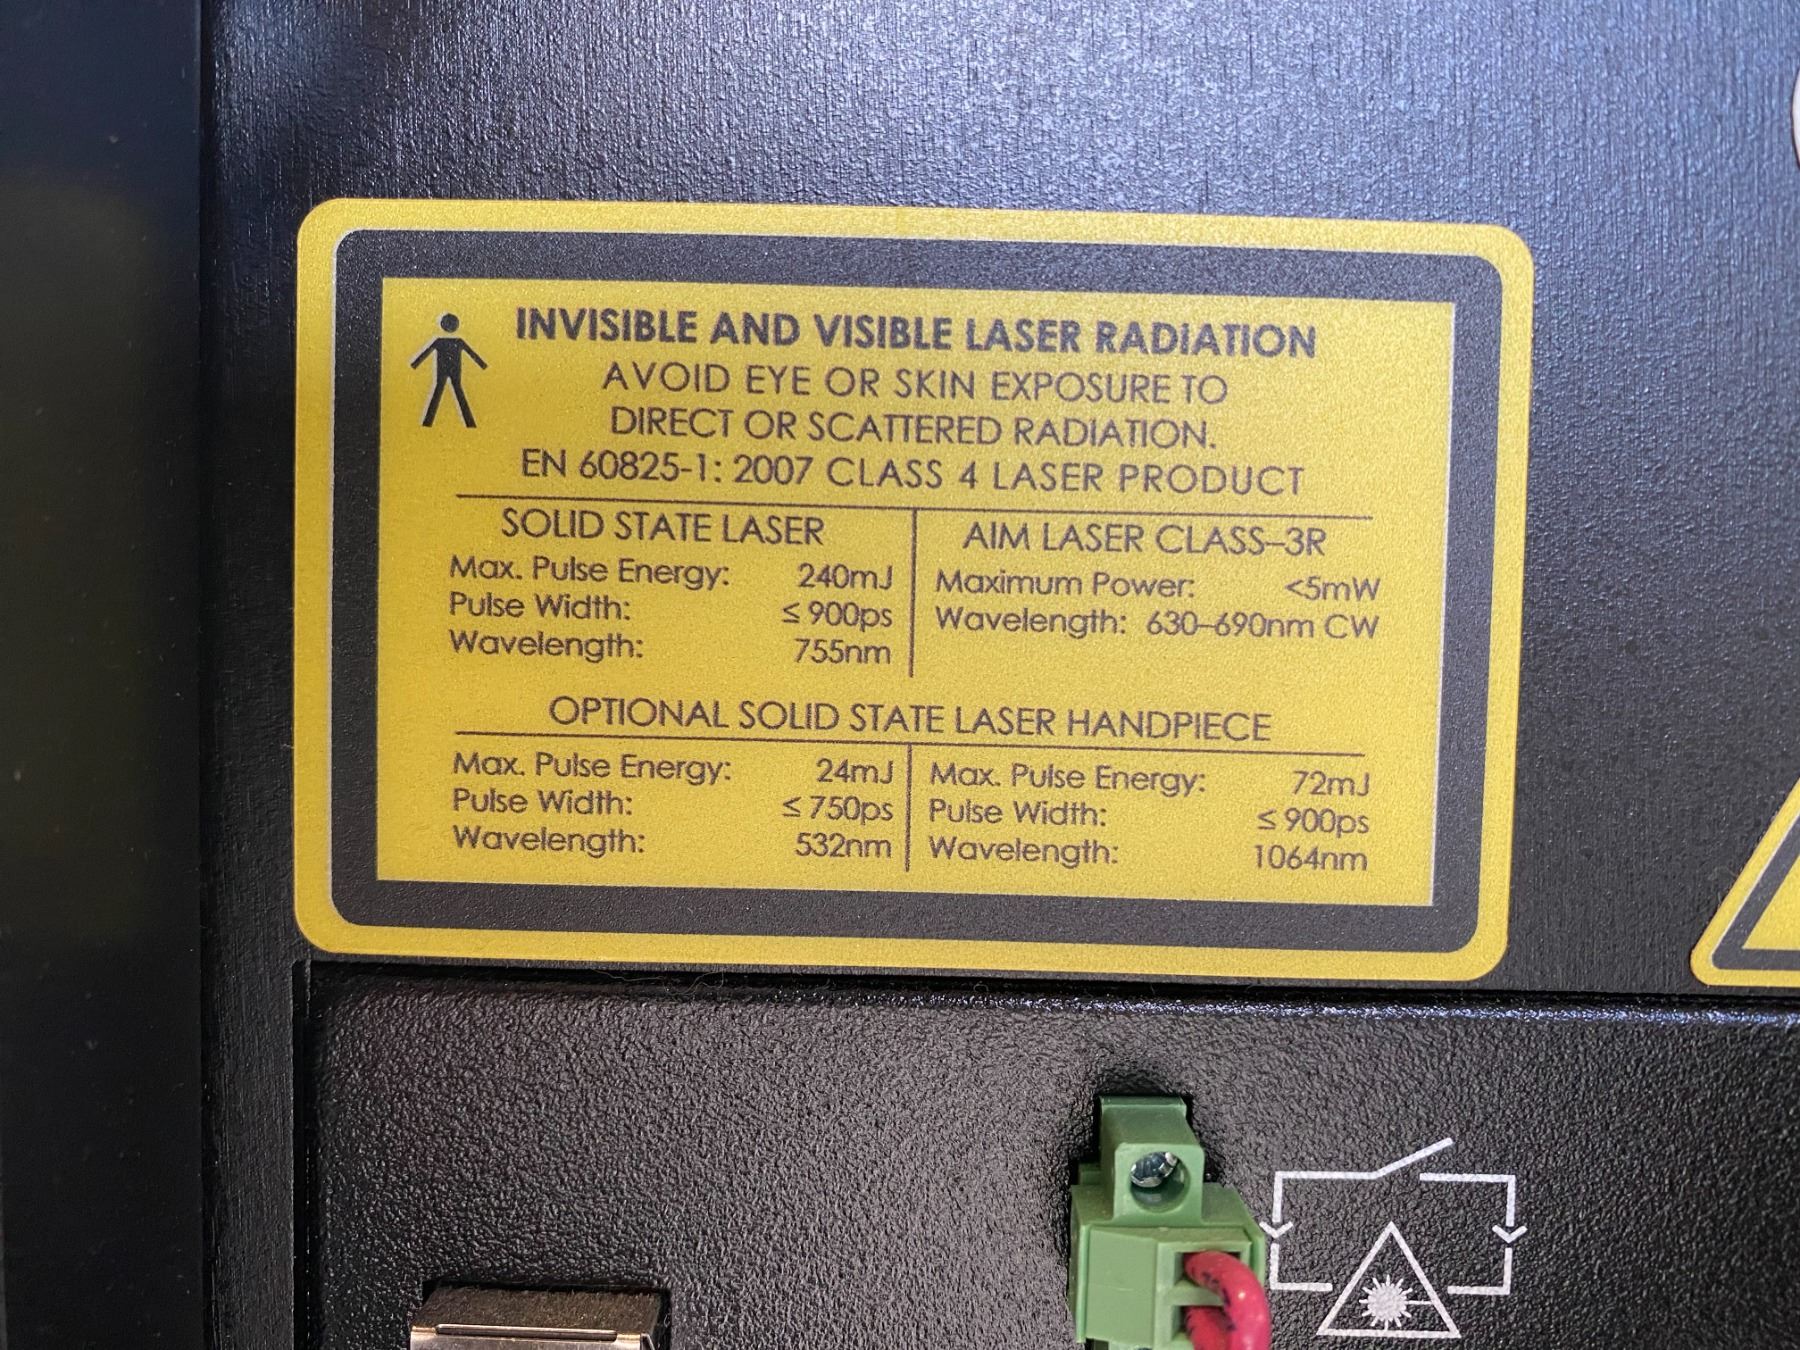 INVISIBLE AND VISIBLE LASER RADIATION
AVOID EYE OR SKIN EXPOSURE TO
DIRECT OR SCATTERED RADIATION.
EN 60825-1: 2007 CLASS 4 LASER PRODUCT
SOLID STATE LASER
Max. Pulse Energy: 240mJ
Pulse Width: ≤900ps
Wavelength: 755nm
AIM LASER CLASS–3R
Maximum Power: <5mW
Wavelength: 630–690nm CW
OPTIONAL SOLID STATE LASER HANDPIECE
Max. Pulse Energy: 24mJ
Pulse Width: ≤750ps
Wavelength: 532nm
Max. Pulse Energy: 72mJ
Pulse Width: ≤900ps
Wavelength: 1064nm